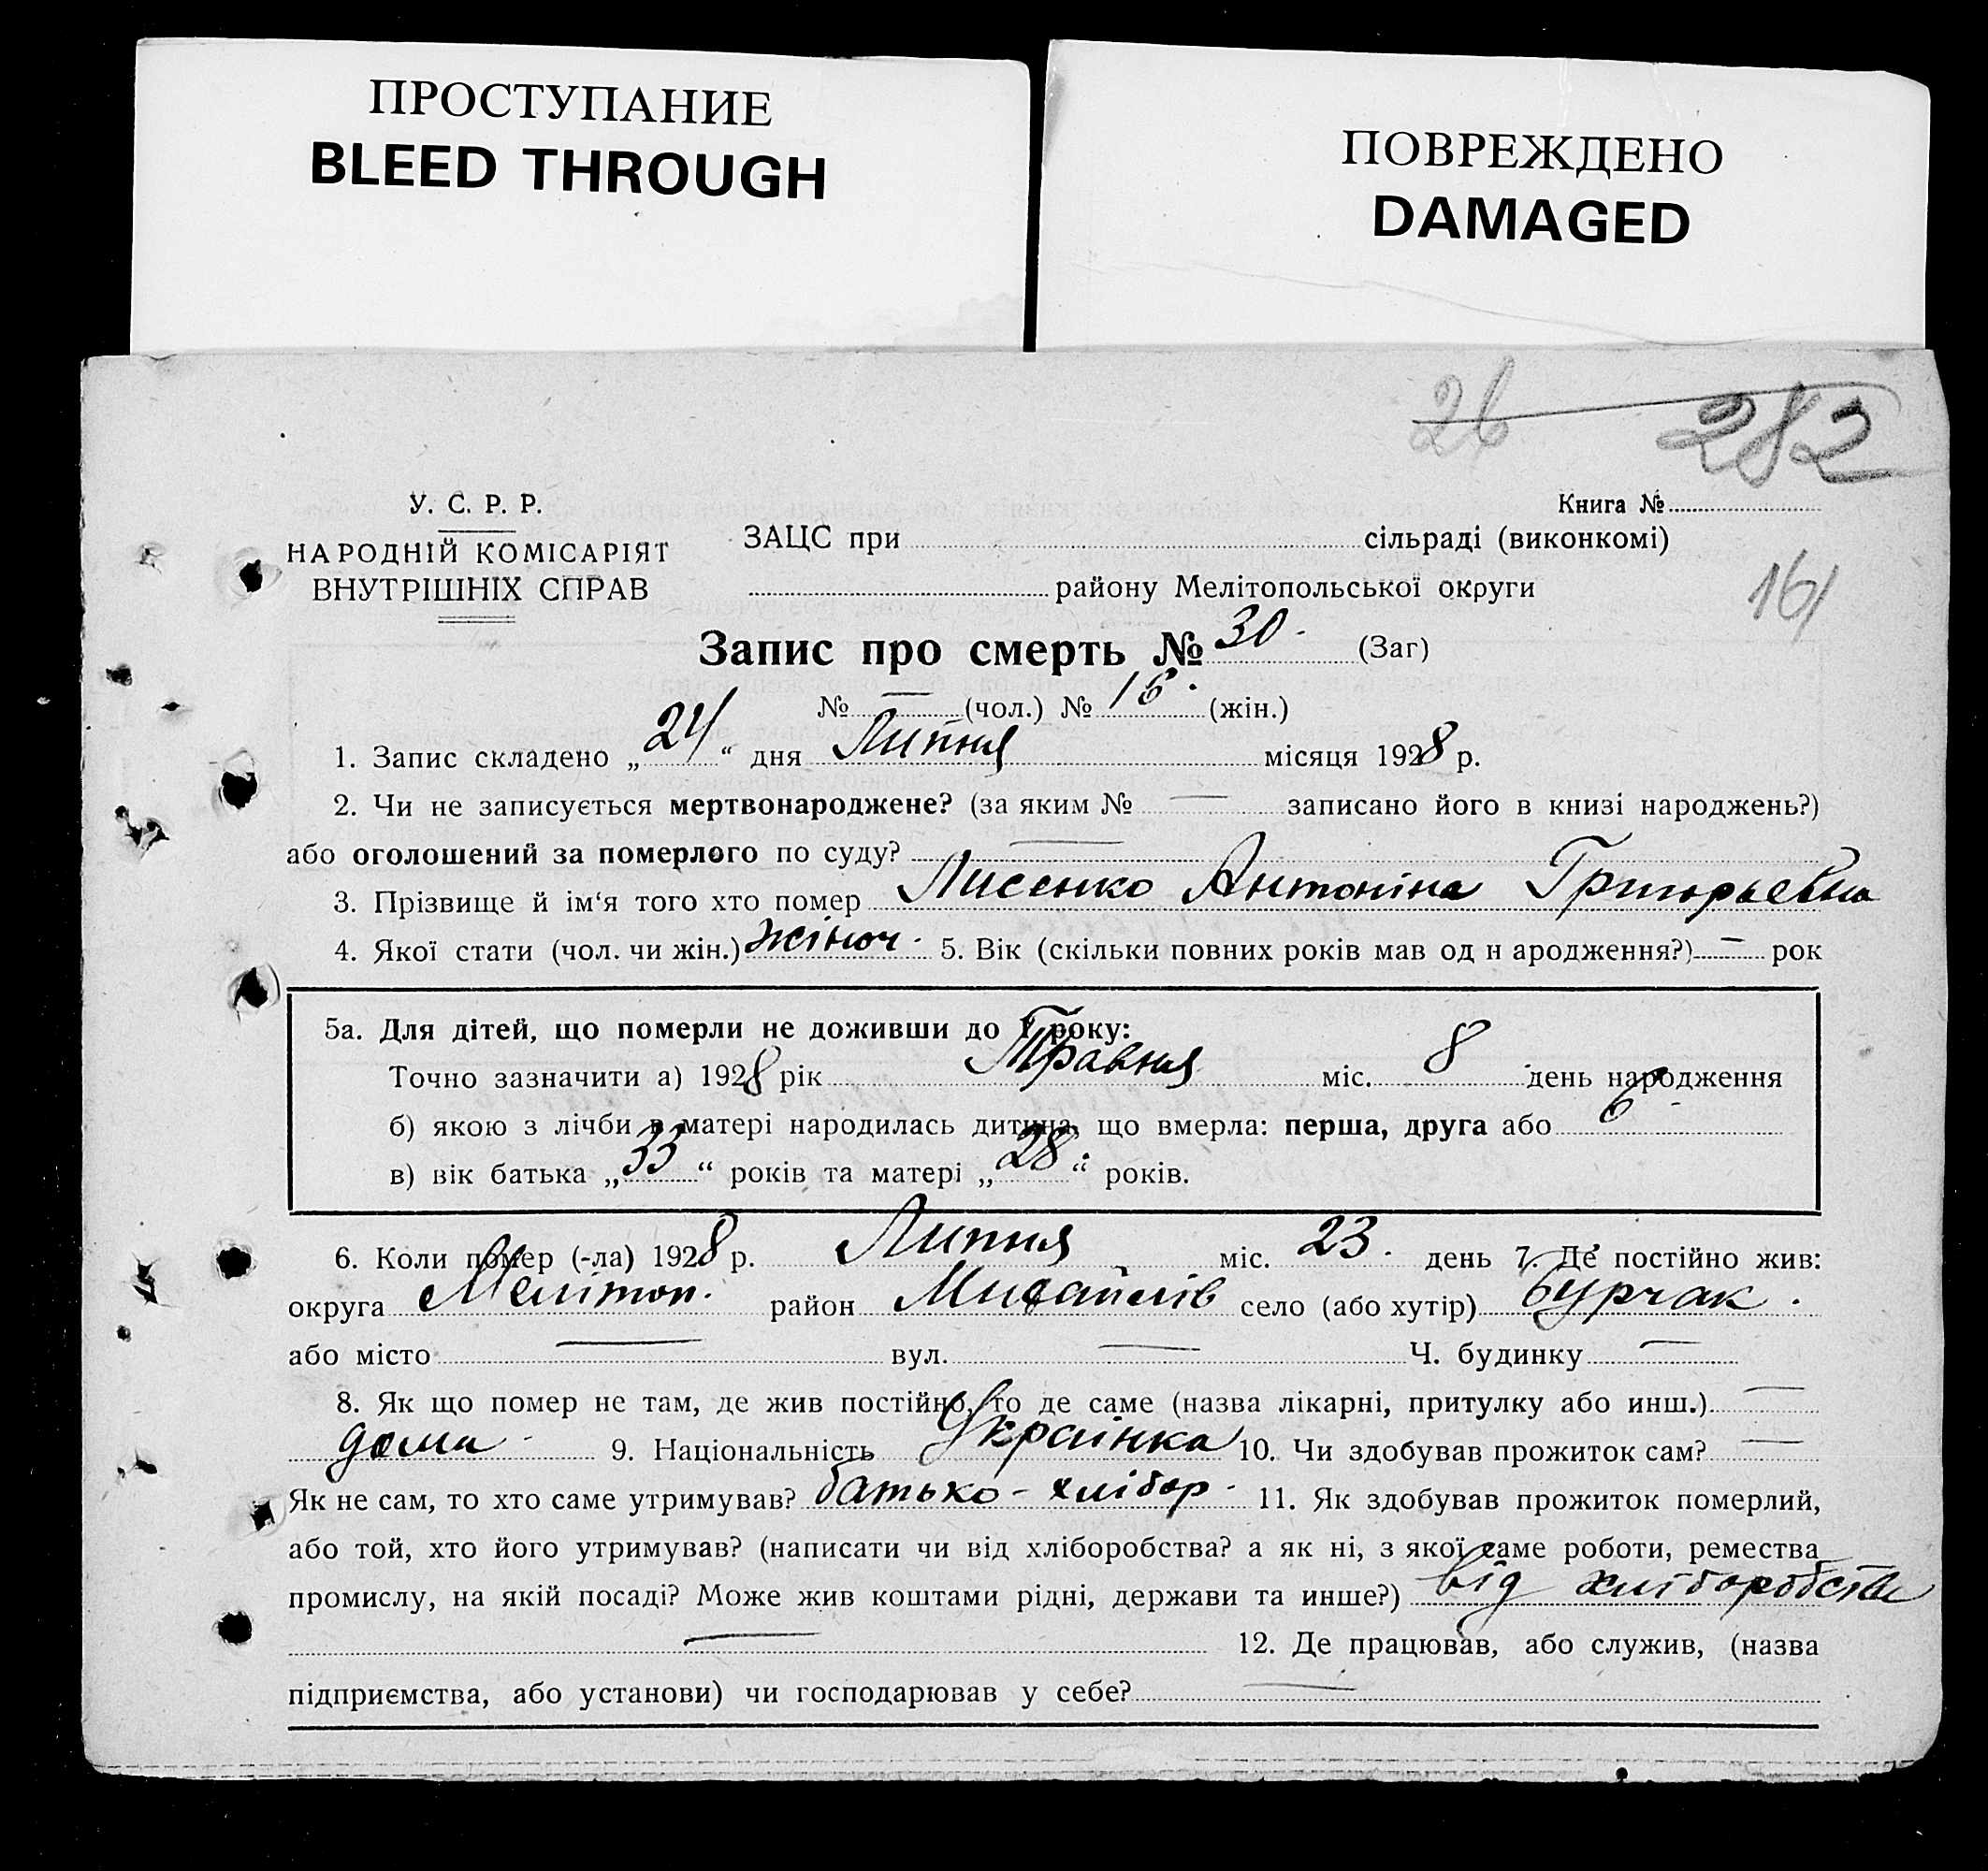 ПРОСТУПАНИЕ
BLEED THROUGH
ПОВРЕЖДЕНО
DAMAGED
26 282
У. С. Р. Р.
НАРОДНІЙ КОМІСАРІЯТ
ВНУТРІШНІХ СПРАВ
Книга №
ЗАЦС при сільраді (виконкомі)
району Мелітопольської округи
161
Запис про смерть № 30. (Заг)
№ — (чол.) № 16. (жін.)
1. Запис складено „24“ дня Липня місяця 1928 р.
2. Чи не записується мертвонароджене? (за яким № — записано його в книзі народжень?)
або оголошений за померлого по суду? —
3. Прізвище й ім‘я того хто помер Лисенко Антоніна Григорьевна
4. Якої стати (чол. чи жін.) жіноч. 5. Вік (скільки повних років мав од н ародження?) — рок
5а. Для дітей, що померли не доживши до 1 року:
Точно зазначити а) 1928 рік Травня міс. 8 день народження
б) якою з лічби в матері народилась дитина, що вмерла: перша, друга або 6
в) вік батька „33“ років та матері „28“ років.
6. Коли помер (-ла) 1928 р. Липня міс. 23. день 7. Де постійно жив:
округа Мелітоп. район Михайлів село (або хутір) Бурчак.
або місто — вул. — Ч. будинку —
8. Як що помер не там, де жив постійно, то де саме (назва лікарні, притулку або инш.) —
дома 9. Національність Українка 10. Чи здобував прожиток сам? —
Як не сам, то хто саме утримував? батько - хлібор. 11. Як здобував прожиток померлий,
або той, хто його утримував? (написати чи від хліборобства? а як ні, з якої саме роботи, ремества
промислу, на якій посаді? Може жив коштами рідні, держави та инше?) від хліборобства
— 12. Де працював, або служив, (назва
підприємства, або установи) чи господарював у себе? —